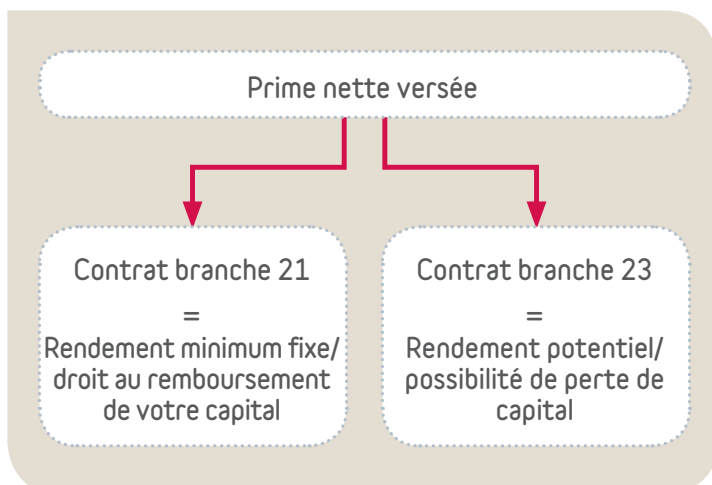 Prime nette versée
Contrat branche 21
=
Rendement minimum fixe/
droit au remboursement
de votre capital
Contrat branche 23
=
Rendement potentiel/
possibilité de perte de
capital